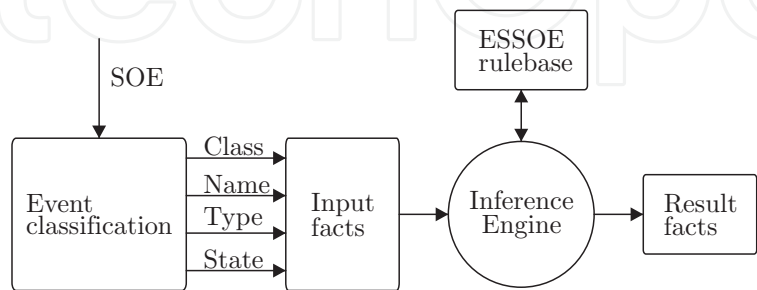 ESSOE
rulebase
SOE
Class
Name
Type
State
Event
classification
Input
facts
Inference
Engine
Result
facts